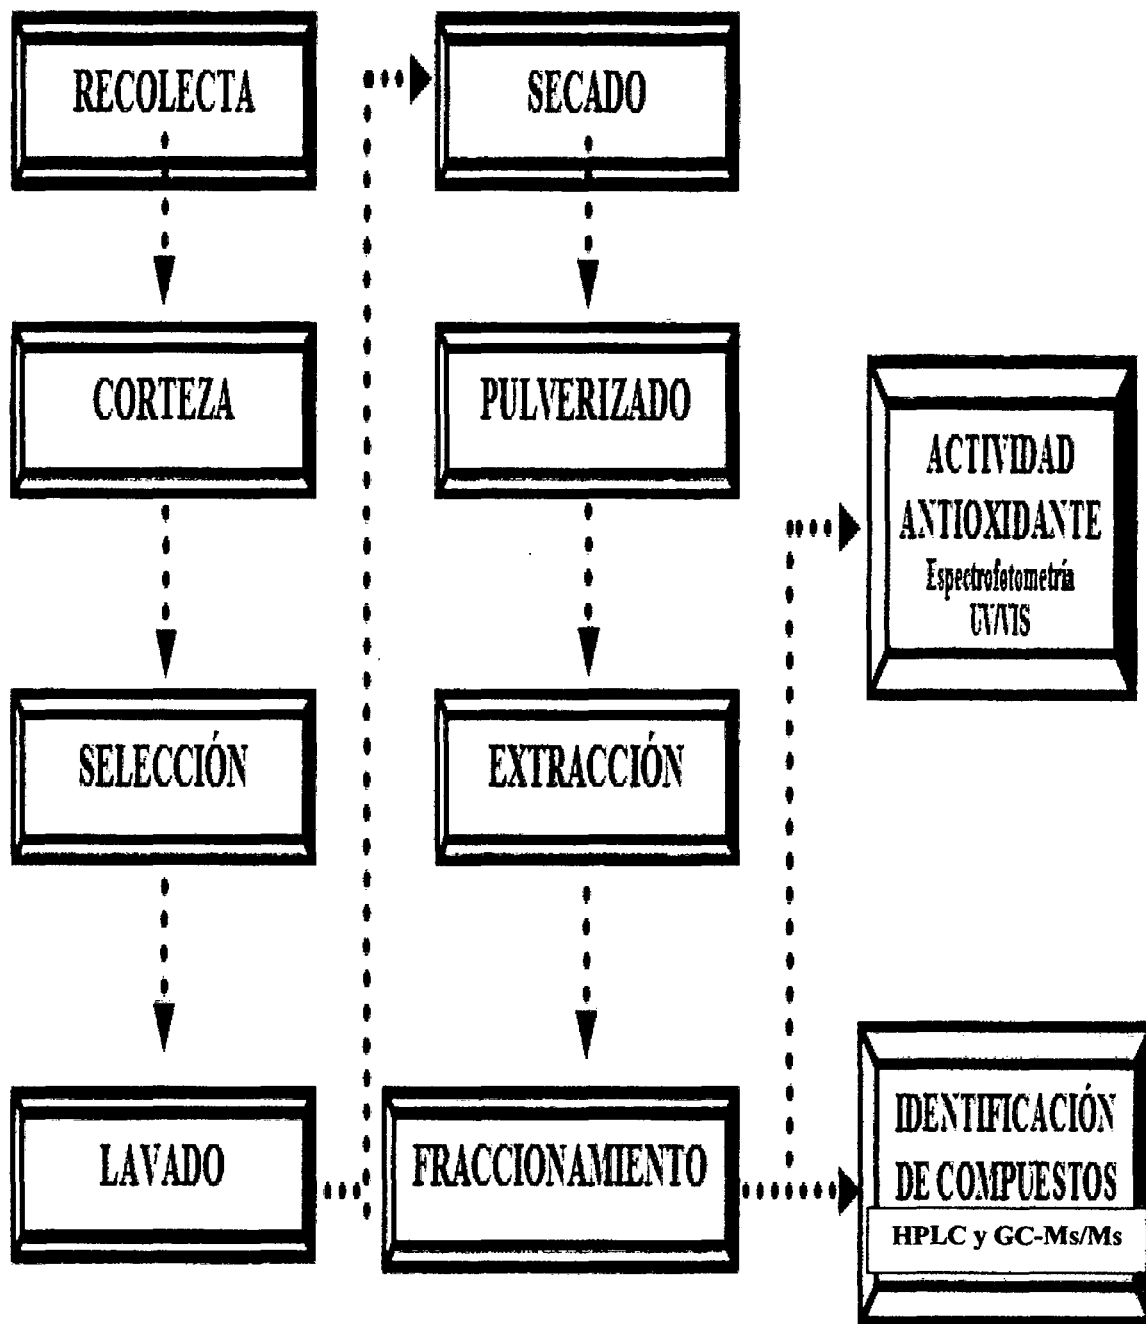 RECOLECTA
CORTEZA
SELECCIÓN
LAVADO
SECADO
PULVERIZADO
EXTRACCIÓN
FRACCIONAMIENTO
ACTIVIDAD
ANTIOXIDANTE
Espectrofotometría
UV/VIS
IDENTIFICACIÓN
DE COMPUESTOS
HPLC y GC-Ms/Ms